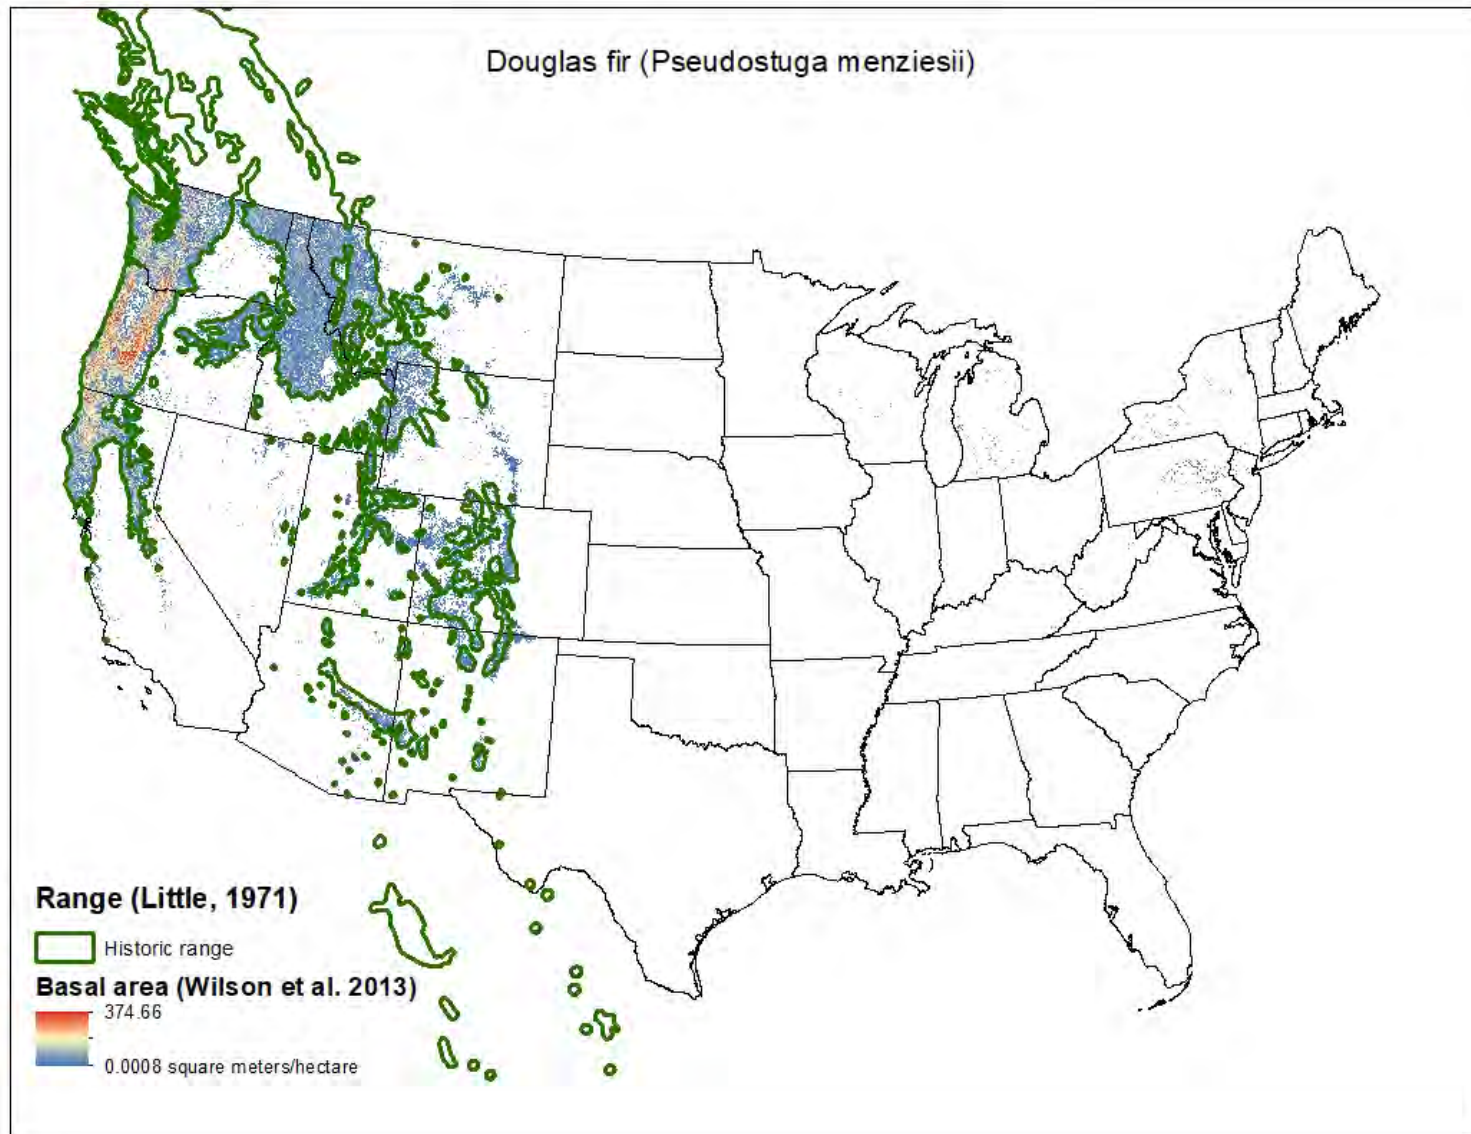 Douglas fir (Pseudostuga menziesii)
Range (Little, 1971)
Historic range
Basal area (Wilson et al. 2013)
374.66
0.0008 square meters/hectare